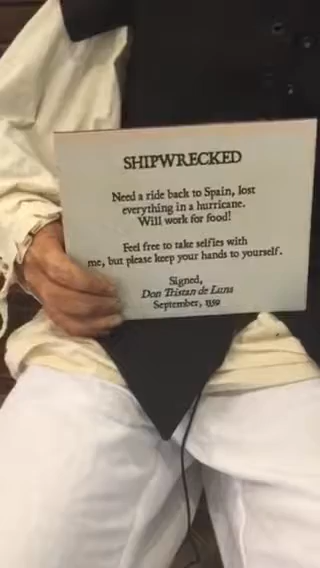 SHIPWRECKED
Need a ride back to Spain, lost
everything in a hurricane.
Will work for food!
Feel free to take selfies with
me, but please keep your hands to yourself.
Signed,
Don Tristan de Luna
September, 1559